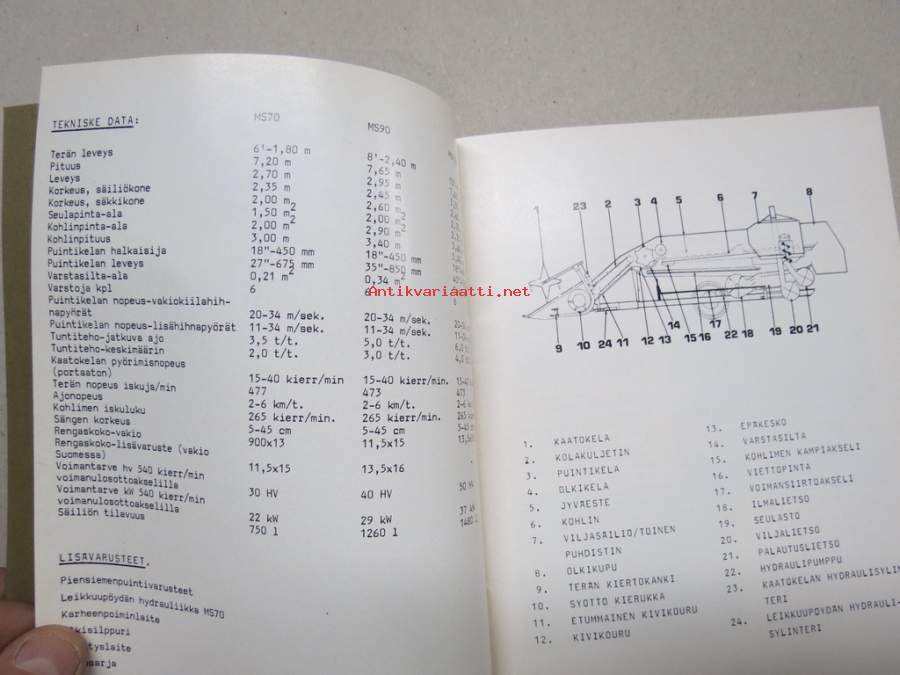 TEKNISKE DATA: MS70 MS90
Terän leveys 6'-1,80 m 8'-2,40 m
Pituus 7,20 m 7,65 m
Leveys 2,70 m 2,95 m
Korkeus, säiliökone 2,35 m 2,45 m
Korkeus, säkkikone 2,00 m 2,60 m
Seulapinta-ala 1,50 m2 2,00 m2
Kohlinpinta-ala 2,00 m2 2,90 m2
Kohlinpituus 3,00 m 3,40 m
Puintikelan halkaisija 18"-450 mm 18"-450 mm
Puintikelan leveys 27"-675 mm 35"-850 mm
Varstasilta-ala 0,21 m2 0,34 m2
Varstoja kpl 6 6
Puintikelan nopeus-vakiokiilahih-
napyörät 20-34 m/sek. 20-34 m/sek.
Puintikelan nopeus-lisähihnapyörät 11-34 m/sek. 11-34 m/sek.
Tuntiteho-jatkuva ajo 3,5 t/t. 5,0 t/t.
Tuntiteho-keskimäärin 2,0 t/t. 3,0 t/t.
Kaatokelan pyörimisnopeus
(portaaton) 15-40 kierr/min 15-40 kierr/min.
Terän nopeus iskuja/min 477 473
Ajonopeus 2-6 km/t. 2-6 km/t.
Kohlimen iskuluku 265 kierr/min. 265 kierr/min.
Sängen korkeus 5-45 cm 5-45 cm
Rengaskoko-vakio 900x13 11,5x15
Rengaskoko-lisävaruste (vakio
Suomessa) 11,5x15 13,5x16
Voimantarve hv 540 kierr/min
voimanulosottoakselilla 30 HV 40 HV 50 HV
Voimantarve kW 540 kierr/min
voimanulosottoakselilla 22 kW 29 kW 37 k
Säiliön tilavuus 750 l 1260 l
LISÄVARUSTEET.
Piensiemenpuintivarusteet
Leikkuupöydän hydrauliikka MS70
Karheenpoiminlaite
kisilppuri
tyslaite
sarja
Antikvariaatti.net
1 23 2 3 4 5 6 7 8
9 10 24 11 12 14 13 15 16 17 22 18 19 20 21
1. KAATOKELA
2. KOLAKULJETIN
3. PUINTIKELA
4. OLKIKELA
5. JYVÄESTE
6. KOHLIN
7. VILJASÄILIÖ/TOINEN
PUHDISTIN
8. OLKIKUPU
9. TERÄN KIERTOKANKI
10. SYÖTTÖ KIERUKKA
11. ETUMMAINEN KIVIKOURU
12. KIVIKOURU
13. EPÄKESKO
14. VARSTASILTA
15. KOHLIMEN KAMPIAKSELI
16. VIETTOPINTA
17. VOIMANSIIRTOAKSELI
18. ILMALIETSO
19. SEULASTO
20. VILJALIETSO
21. PALAUTUSLIETSO
22. HYDRAULIPUMPPU
23. KAATOKELAN HYDRAULISYLIN
TERI
24. LEIKKUUPÖYDÄN HYDRAULI-
SYLINTERI